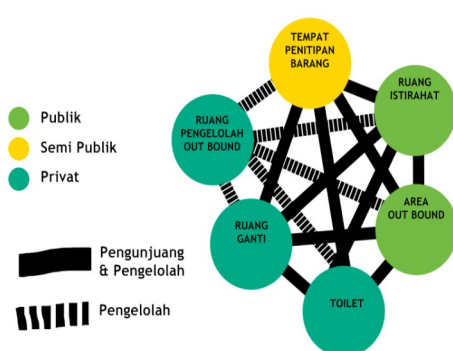 TEMPAT
PENITIPAN
BARANG
RUANG
ISTIRAHAT
RUANG
PENGELOLAH
OUT BOUND
AREA
OUT BOUND
RUANG
GANTI
TOILET
Publik
Semi Publik
Privat
Pengunjuang
& Pengelolah
Pengelolah